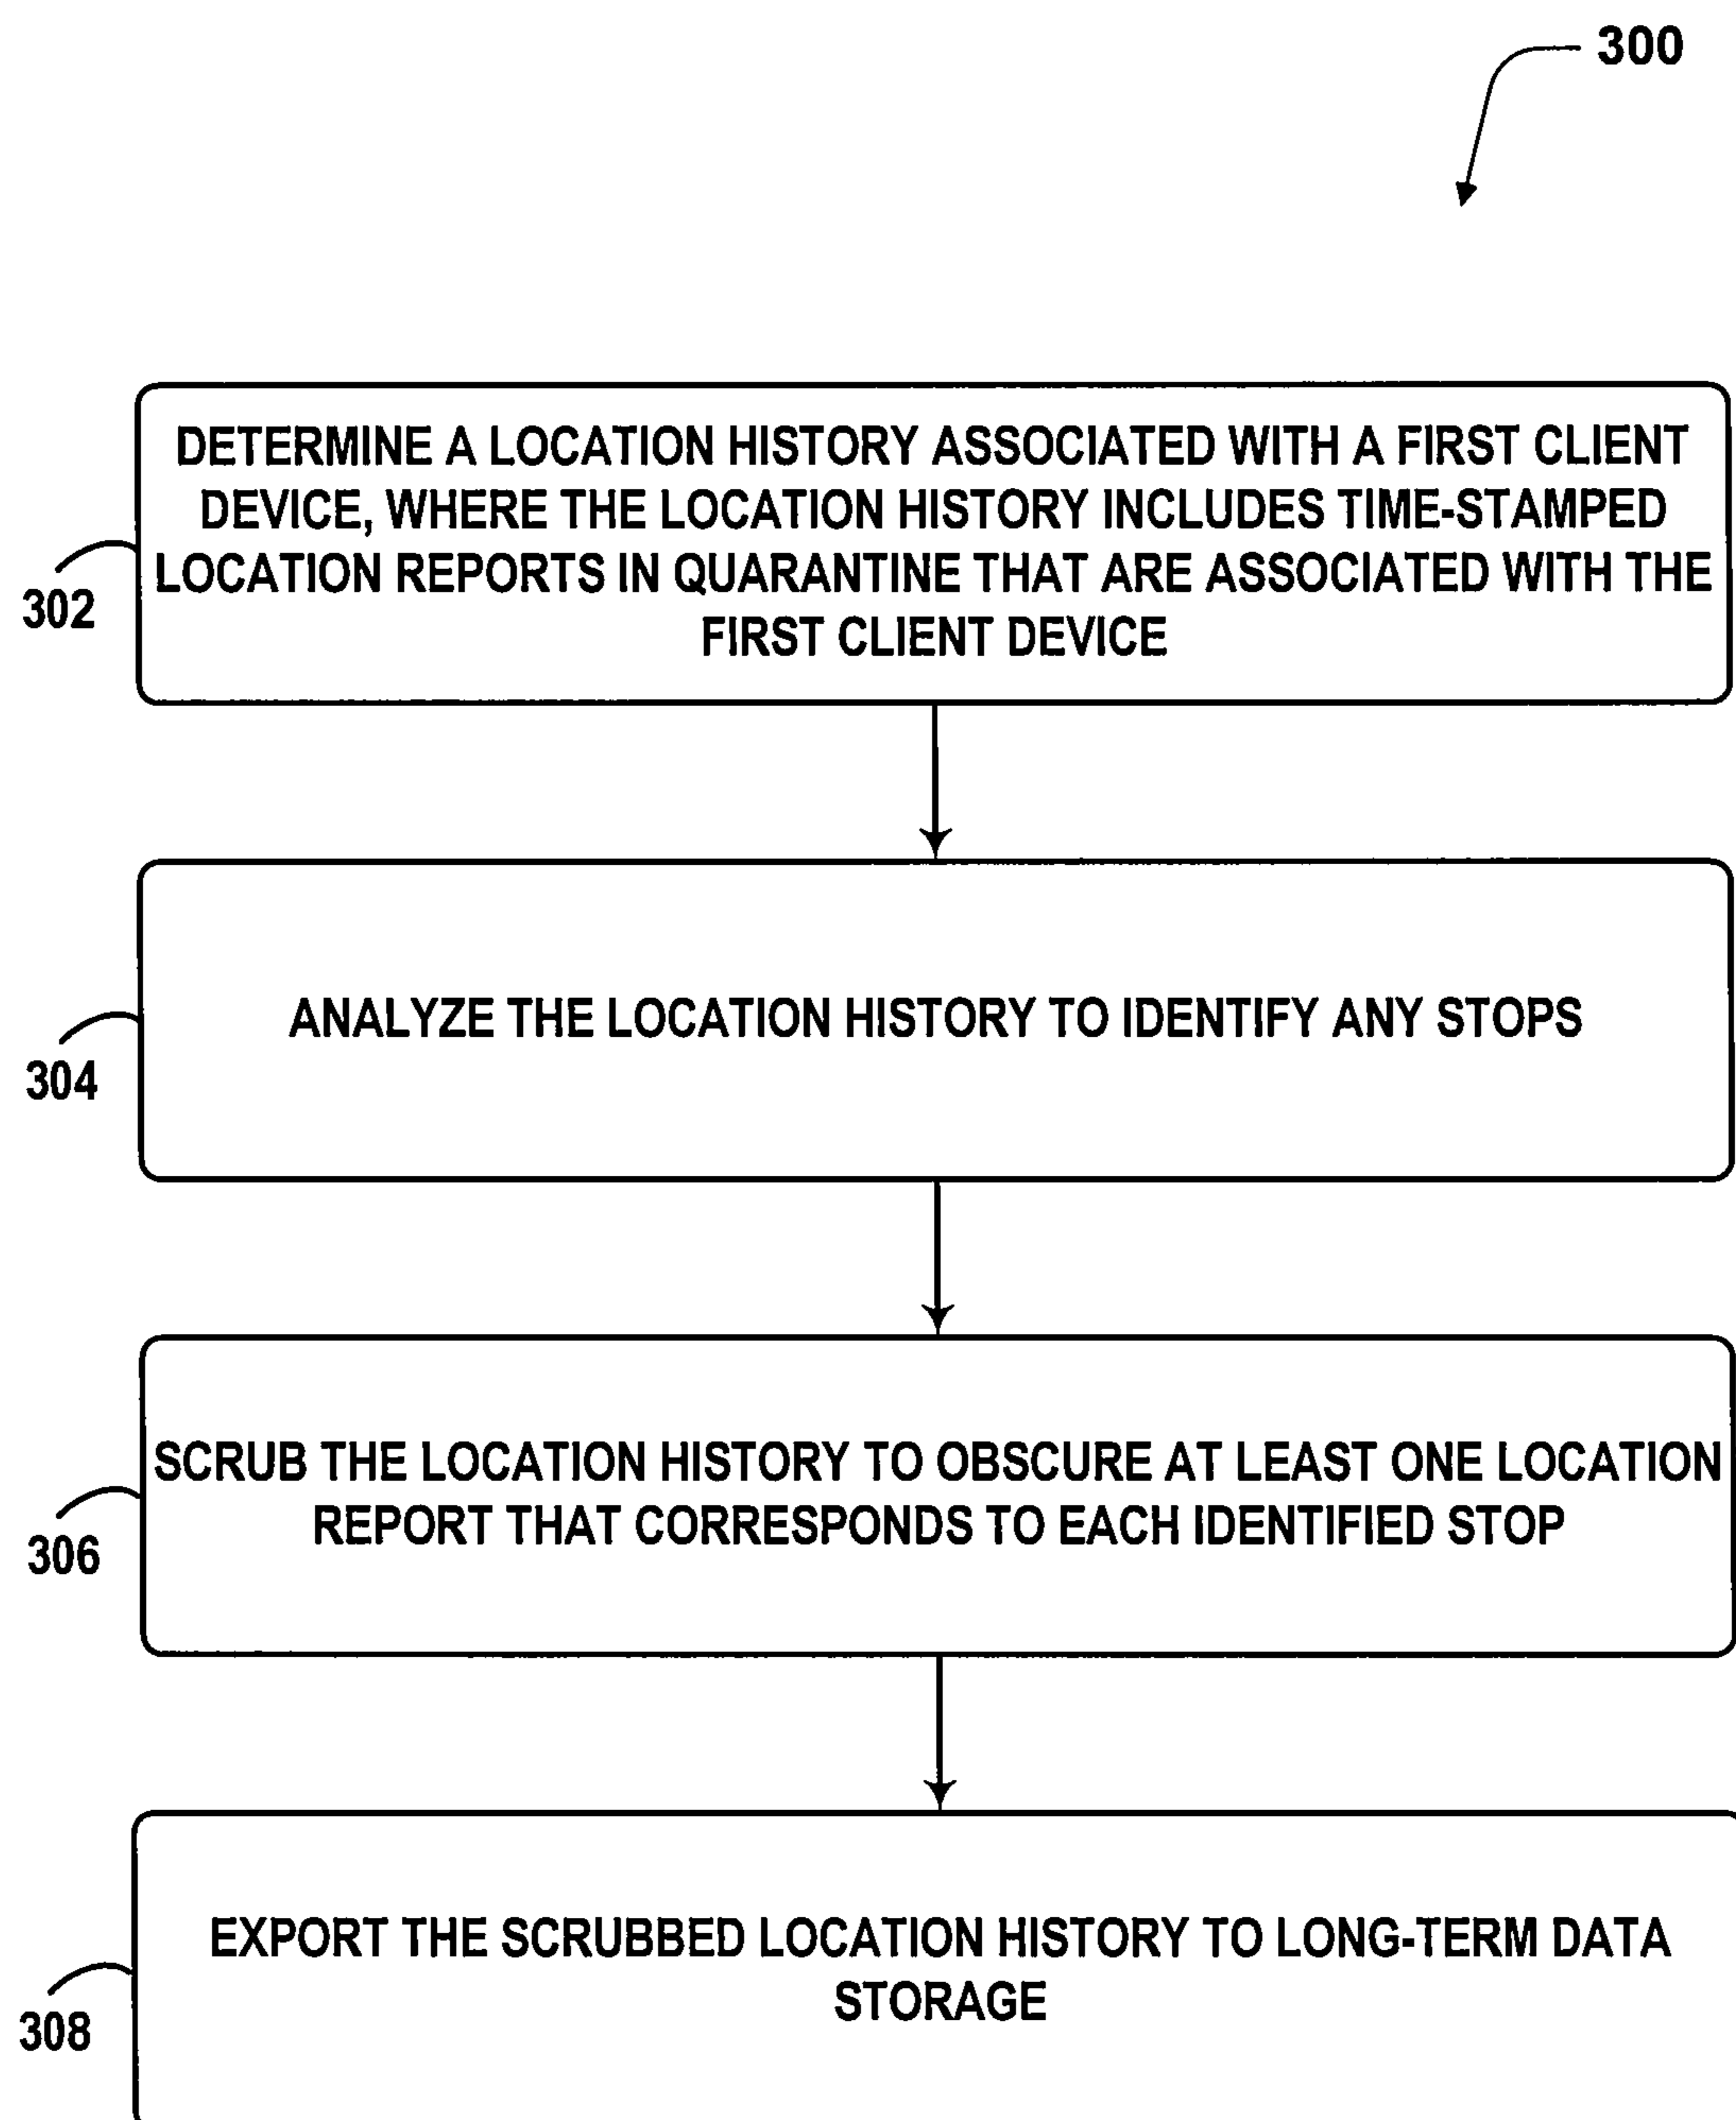 300
DETERMINE A LOCATION HISTORY ASSOCIATED WITH A FIRST CLIENT
DEVICE, WHERE THE LOCATION HISTORY INCLUDES TIME-STAMPED
LOCATION REPORTS IN QUARANTINE THAT ARE ASSOCIATED WITH THE
FIRST CLIENT DEVICE
302
ANALYZE THE LOCATION HISTORY TO IDENTIFY ANY STOPS
304
SCRUB THE LOCATION HISTORY TO OBSCURE AT LEAST ONE LOCATION
REPORT THAT CORRESPONDS TO EACH IDENTIFIED STOP
306
EXPORT THE SCRUBBED LOCATION HISTORY TO LONG-TERM DATA
STORAGE
308